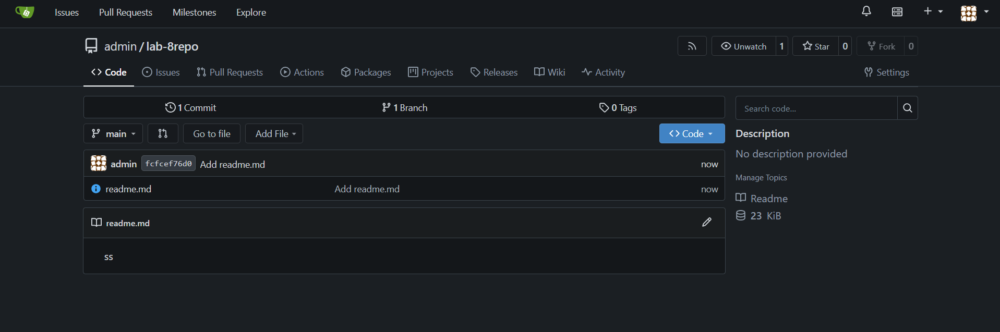 Issues Pull Requests Milestones Explore
admin / lab-8repo
Unwatch 1 Star 0 Fork 0
Code Issues Pull Requests Actions Packages Projects Releases Wiki Activity Settings
1 Commit 1 Branch 0 Tags
Search code...
main Go to file Add File Code
Description
No description provided
admin fcfcef76d0 Add readme.md now
Manage Topics
readme.md Add readme.md now
Readme
23 KiB
readme.md
ss